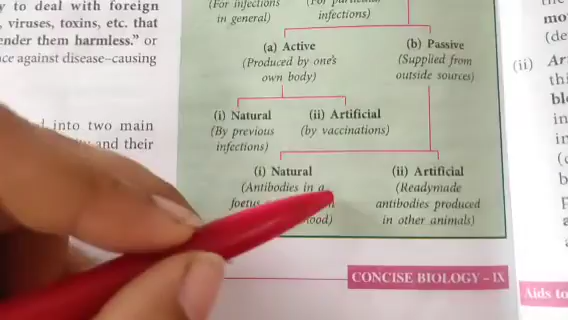 y to deal with foreign
, viruses, toxins, etc. that
ender them harmless." or
ce against disease–causing
into two main
and their
(For infections
in general)
infections)
(a) Active
(Produced by one's
own body)
(b) Passive
(Supplied from
outside sources)
(i) Natural
(By previous
infections)
(ii) Artificial
(by vaccinations)
(i) Natural
(Antibodies in a
foetus
(ii) Artificial
(Readymade
antibodies produced
in other animals)
CONCISE BIOLOGY – IX
mo
(de
(ii) Ar
thi
bl
in
Aids to